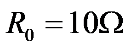 R₀ = 10Ω